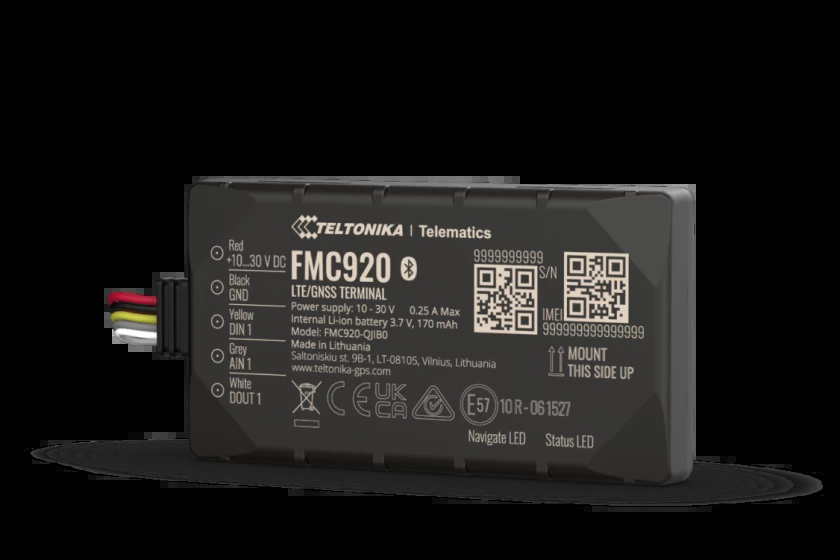 TELTONIKA | Telematics
Red
+10...30 V DC
Black
GND
Yellow
DIN 1
Grey
AIN 1
White
DOUT 1
FMC920
LTE/GNSS TERMINAL
Power supply: 10 - 30 V 0.25 A Max
Internal Li-ion battery 3.7 V, 170 mAh
Model: FMC920-QJIB0
Made in Lithuania
Saltoniskiu st. 9B-1, LT-08105, Vilnius, Lithuania
www.teltonika-gps.com
9999999999
S/N
IMEI
999999999999999
MOUNT
THIS SIDE UP
CE
UK
CA
E57 10 R - 061527
Navigate LED Status LED